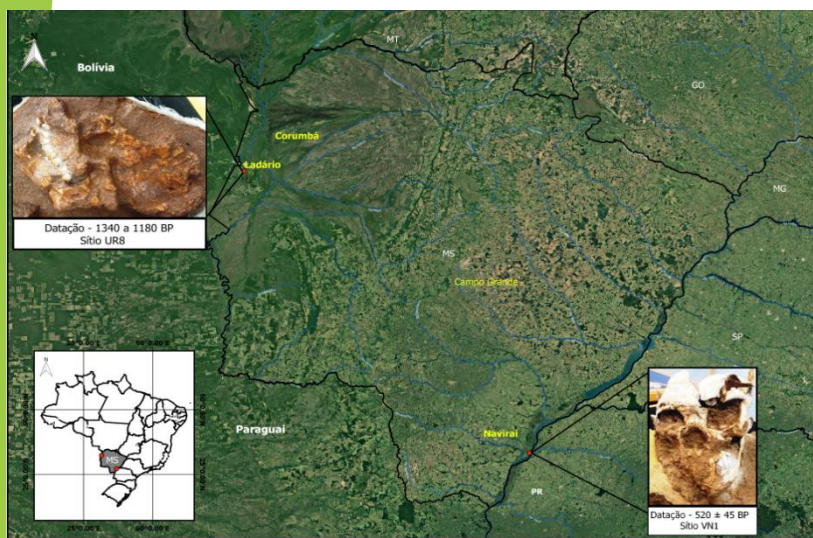 N
MT
Bolívia
GO
Corumbá
Ladário
MG
Datação - 1340 a 1180 BP
Sítio UR8
MS
Campo Grande
SP
N
Paraguai
Naviraí
MS
PR
Datação - 520 ± 45 BP
Sítio VN1